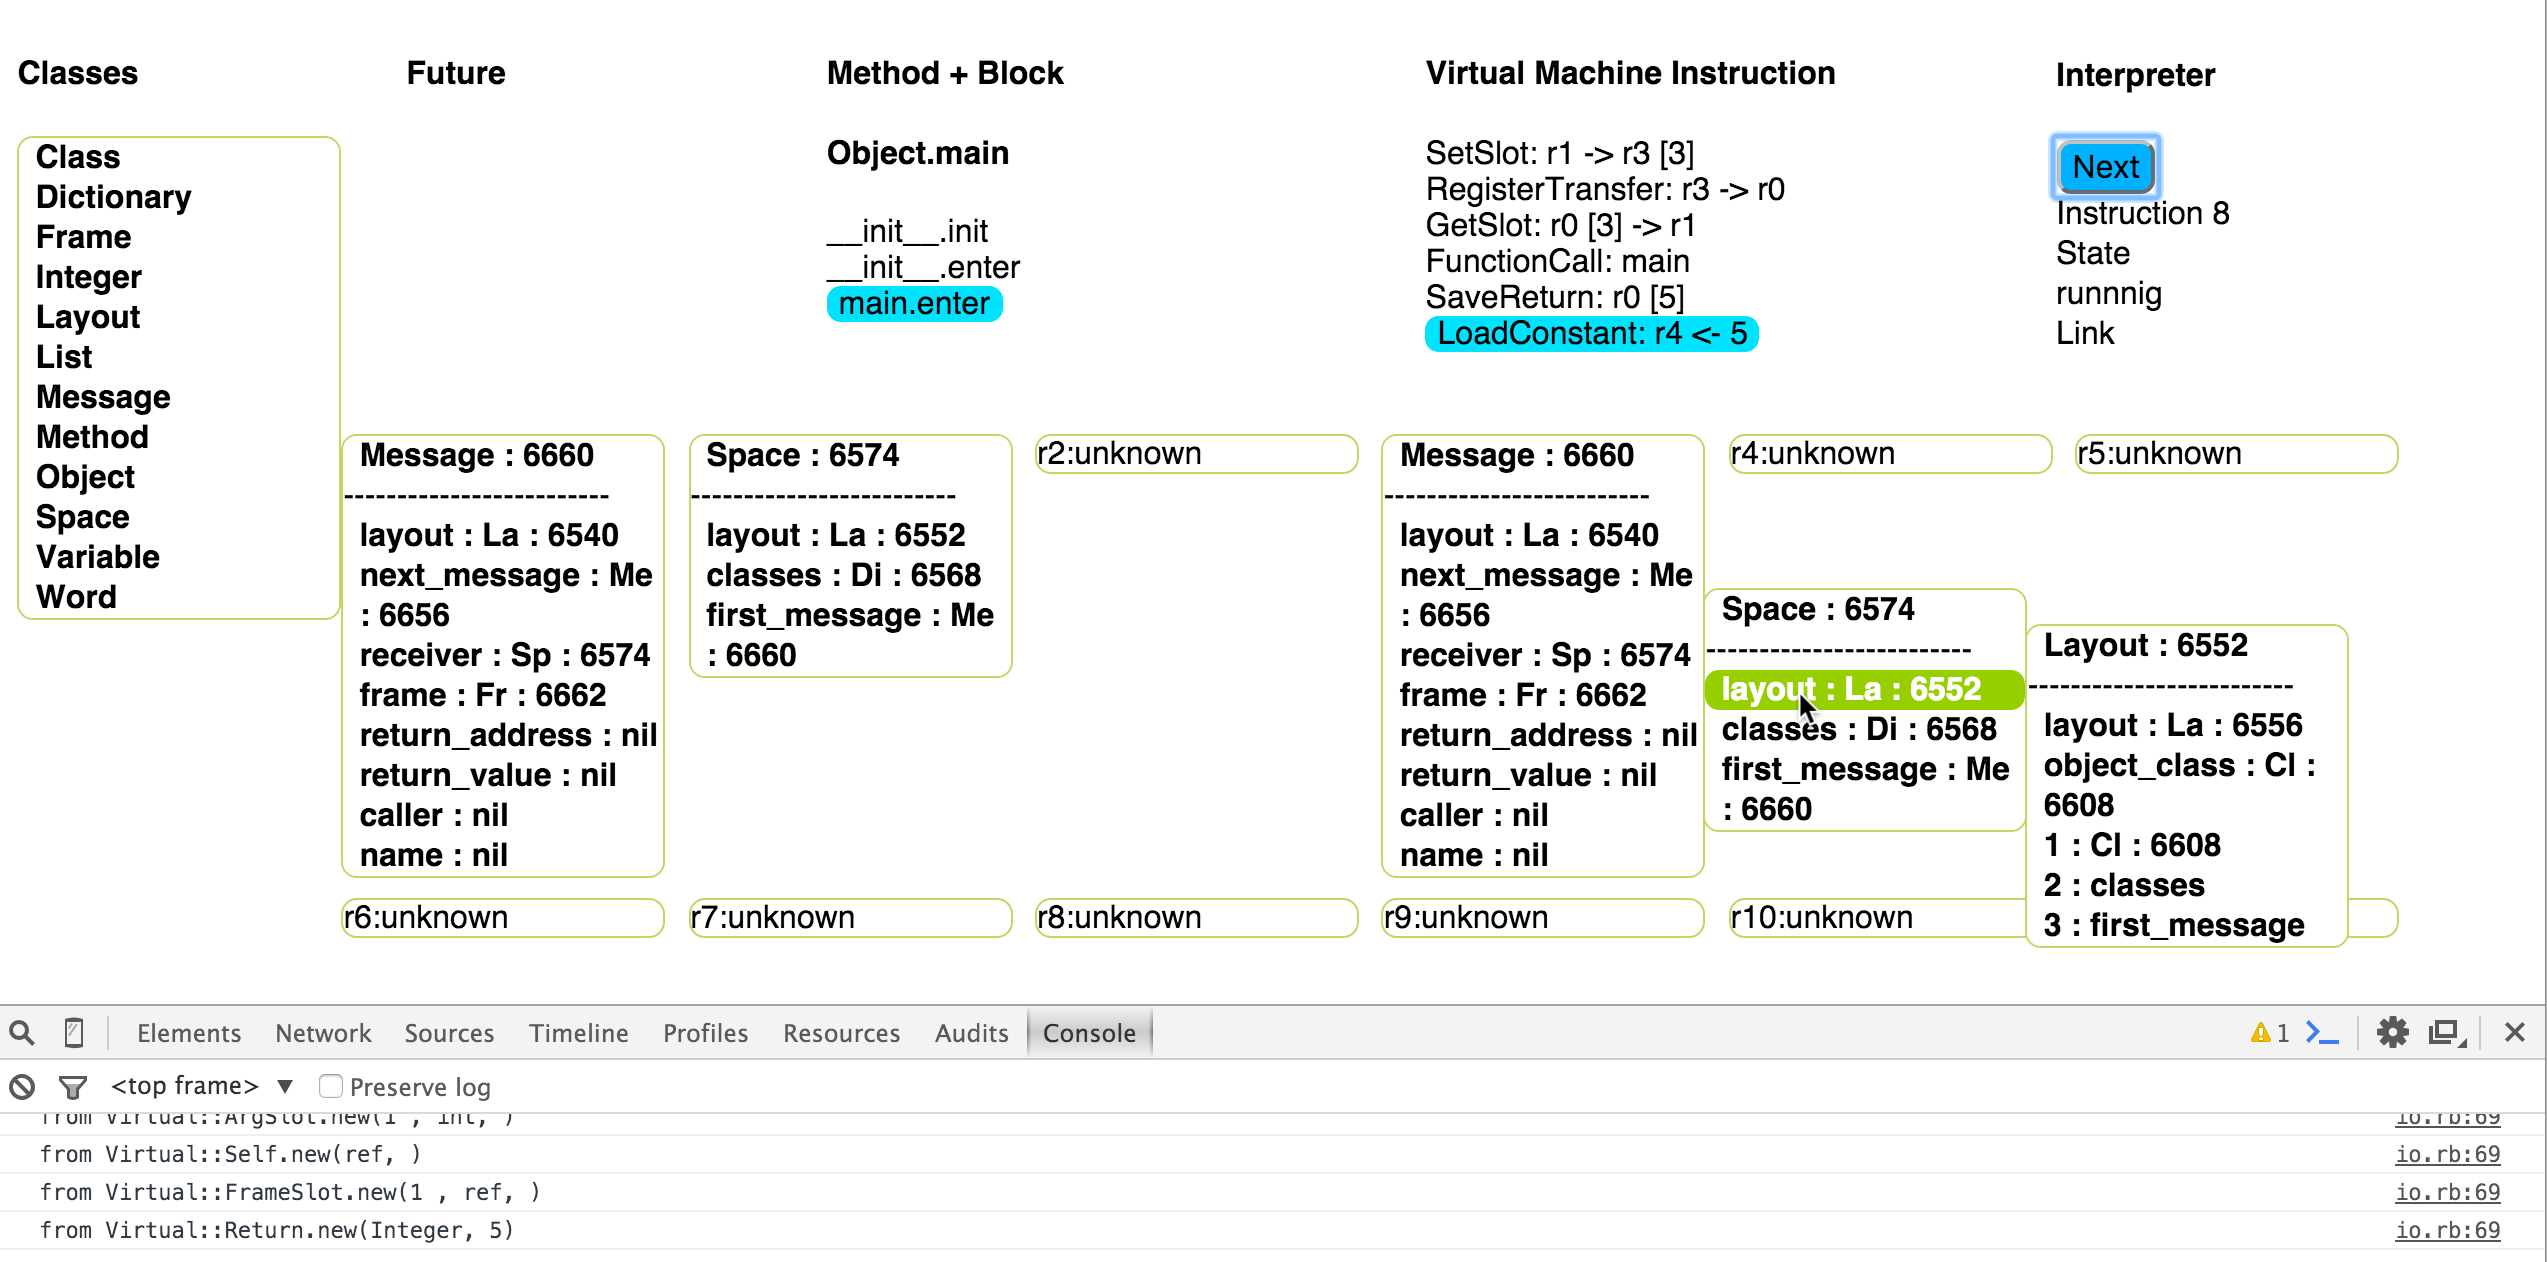 Classes
Future
Method + Block
Virtual Machine Instruction
Interpreter
Class
Dictionary
Frame
Integer
Layout
List
Message
Method
Object
Space
Variable
Word
Object.main
__init__.init
__init__.enter
main.enter
SetSlot: r1 -> r3 [3]
RegisterTransfer: r3 -> r0
GetSlot: r0 [3] -> r1
FunctionCall: main
SaveReturn: r0 [5]
LoadConstant: r4 <- 5
Next
Instruction 8
State
runnnig
Link
Message : 6660
-------------------------
layout : La : 6540
next_message : Me
: 6656
receiver : Sp : 6574
frame : Fr : 6662
return_address : nil
return_value : nil
caller : nil
name : nil
Space : 6574
-------------------------
layout : La : 6552
classes : Di : 6568
first_message : Me
: 6660
r2:unknown
Message : 6660
-------------------------
layout : La : 6540
next_message : Me
: 6656
receiver : Sp : 6574
frame : Fr : 6662
return_address : nil
return_value : nil
caller : nil
name : nil
Space : 6574
-------------------------
layout : La : 6552
classes : Di : 6568
first_message : Me
: 6660
Layout : 6552
-------------------------
layout : La : 6556
object_class : Cl :
6608
1 : Cl : 6608
2 : classes
3 : first_message
r4:unknown
r5:unknown
r6:unknown
r7:unknown
r8:unknown
r9:unknown
r10:unknown
Elements Network Sources Timeline Profiles Resources Audits Console
1
<top frame> ▼ Preserve log
from Virtual::ArgSlot.new(1 , int, ) io.rb:69
from Virtual::Self.new(ref, ) io.rb:69
from Virtual::FrameSlot.new(1 , ref, ) io.rb:69
from Virtual::Return.new(Integer, 5) io.rb:69